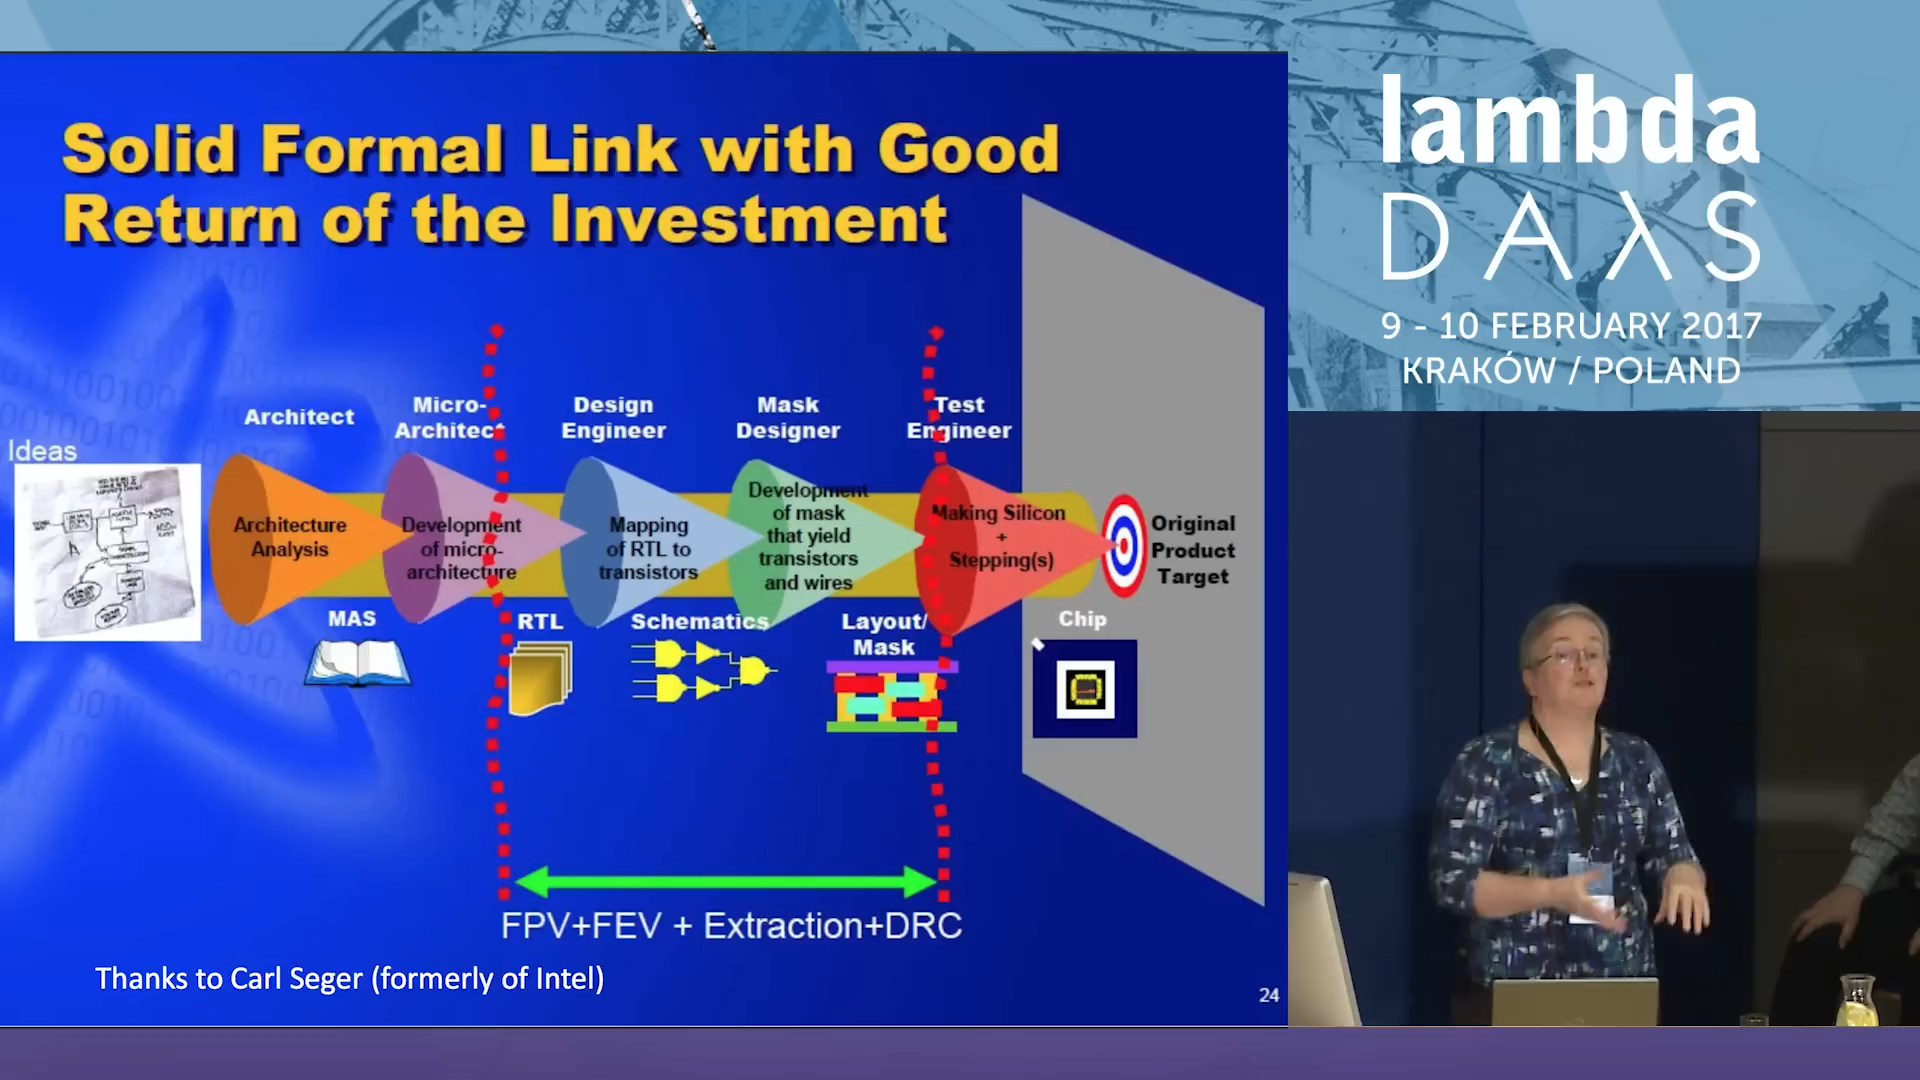 Solid Formal Link with Good
Return of the Investment
Ideas
Architect
Micro-
Architect
Design
Engineer
Mask
Designer
Test
Engineer
Architecture
Analysis
Development
of micro-
architecture
Mapping
of RTL to
transistors
Development
of mask
that yield
transistors
and wires
Making Silicon
+
Stepping(s)
Original
Product
Target
MAS
RTL
Schematics
Layout/
Mask
Chip
FPV+FEV + Extraction+DRC
Thanks to Carl Seger (formerly of Intel)
24
lambda
DAλS
9 - 10 FEBRUARY 2017
KRAKÓW / POLAND